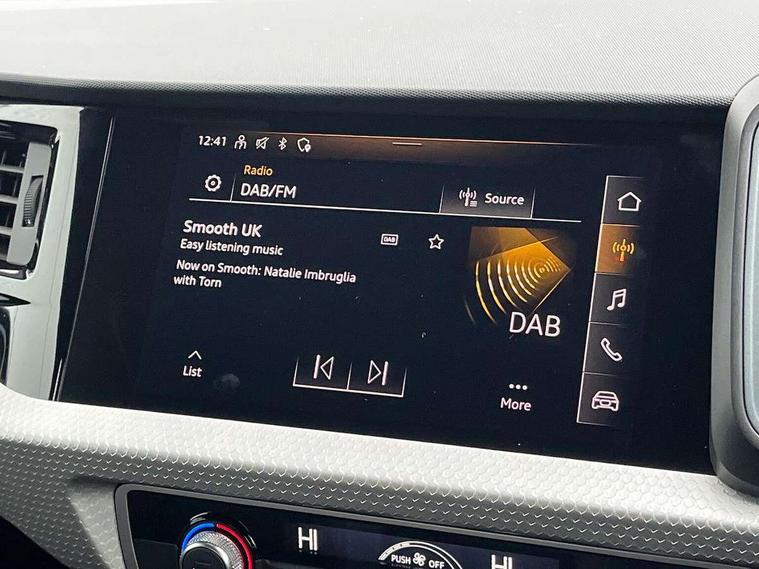 12:41
Radio
DAB/FM
Source
Smooth UK
DAB
Easy listening music
Now on Smooth: Natalie Imbruglia
with Torn
DAB
List
More
HI
PUSH OFF
HI